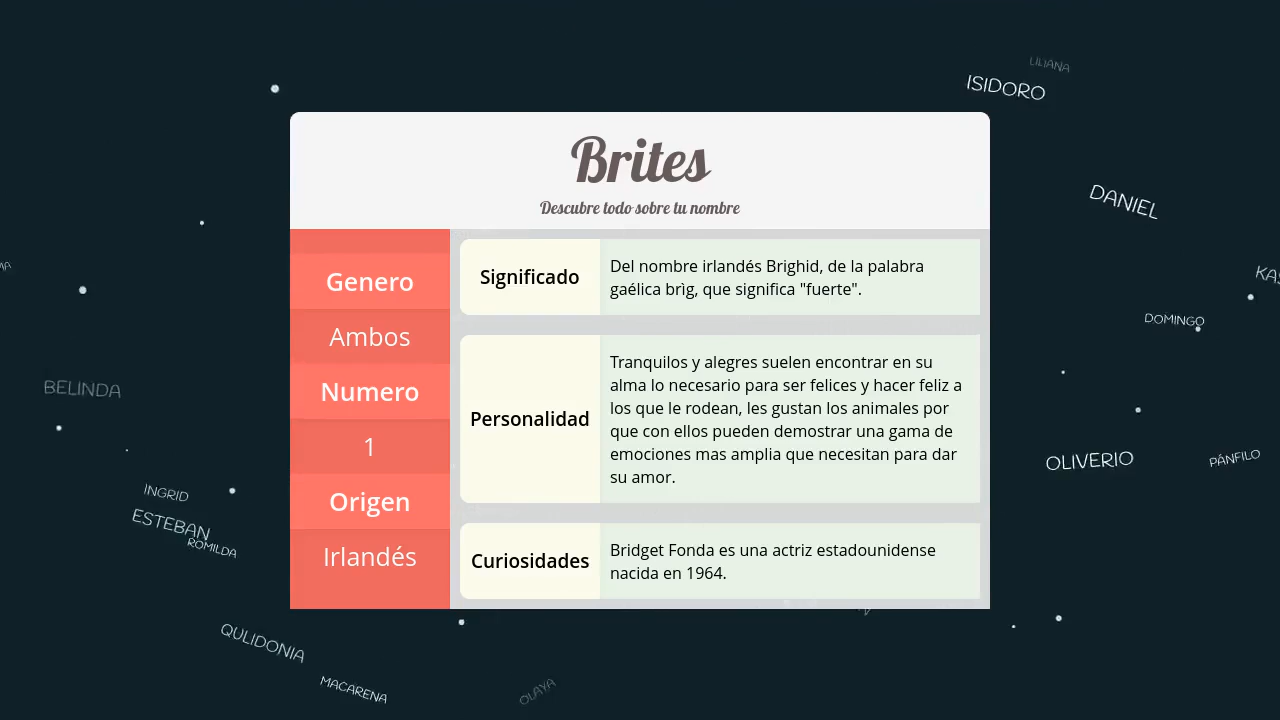 LILIANA
ISIDORO
Brites
DANIEL
Descubre todo sobre tu nombre
Genero
Ambos
Numero
1
Origen
Irlandés
Significado
Del nombre irlandés Brighid, de la palabra
gaélica brìg, que significa "fuerte".
Personalidad
Tranquilos y alegres suelen encontrar en su
alma lo necesario para ser felices y hacer feliz a
los que le rodean, les gustan los animales por
que con ellos pueden demostrar una gama de
emociones mas amplia que necesitan para dar
su amor.
Curiosidades
Bridget Fonda es una actriz estadounidense
nacida en 1964.
DOMINGO
BELINDA
OLIVERIO
PÁNFILO
INGRID
ESTEBAN
ROMILDA
QULIDONIA
MACARENA
OLAYA